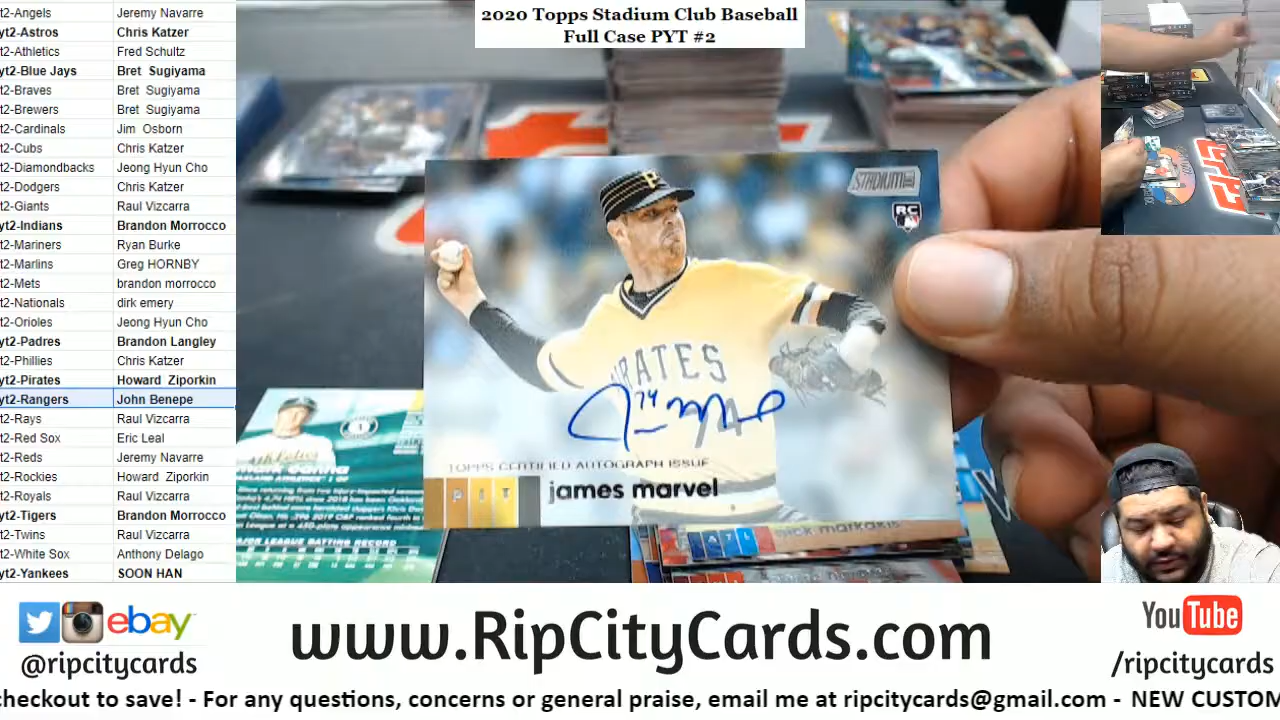 2020 Topps Stadium Club Baseball
Full Case PYT #2
t2-Angels Jeremy Navarre
yt2-Astros Chris Katzer
t2-Athletics Fred Schultz
yt2-Blue Jays Bret Sugiyama
t2-Braves Bret Sugiyama
t2-Brewers Bret Sugiyama
t2-Cardinals Jim Osborn
t2-Cubs Chris Katzer
t2-Diamondbacks Jeong Hyun Cho
t2-Dodgers Chris Katzer
t2-Giants Raul Vizcarra
yt2-Indians Brandon Morrocco
t2-Mariners Ryan Burke
t2-Marlins Greg HORNBY
t2-Mets brandon morrocco
t2-Nationals dirk emery
t2-Orioles Jeong Hyun Cho
yt2-Padres Brandon Langley
t2-Phillies Chris Katzer
yt2-Pirates Howard Ziporkin
yt2-Rangers John Benepe
t2-Rays Raul Vizcarra
t2-Red Sox Eric Leal
t2-Reds Jeremy Navarre
t2-Rockies Howard Ziporkin
t2-Royals Raul Vizcarra
yt2-Tigers Brandon Morrocco
t2-Twins Raul Vizcarra
t2-White Sox Anthony Delago
yt2-Yankees SOON HAN
STADIUM
RC
P
PIRATES
74
TOPPS CERTIFIED AUTOGRAPH ISSUE
PIT james marvel
ATL nick markakis
MAJOR LEAGUE BATTING RECORD
ebay
@ripcitycards
www.RipCityCards.com
YouTube
/ripcitycards
checkout to save! - For any questions, concerns or general praise, email me at ripcitycards@gmail.com - NEW CUSTOM